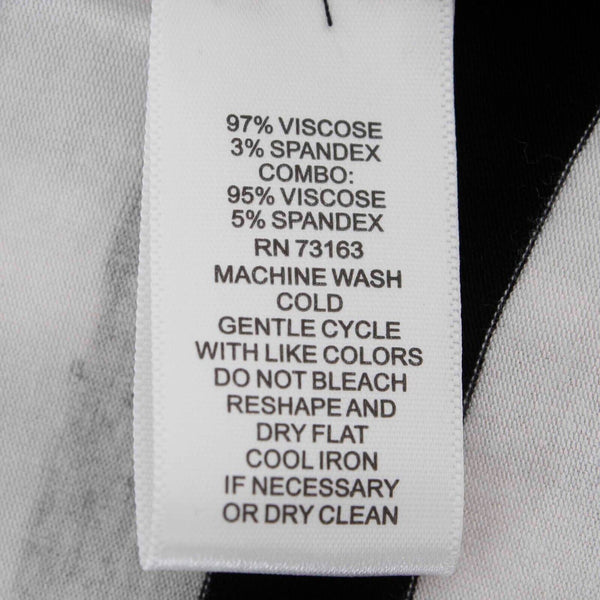 97% VISCOSE
3% SPANDEX
COMBO:
95% VISCOSE
5% SPANDEX
RN 73163
MACHINE WASH
COLD
GENTLE CYCLE
WITH LIKE COLORS
DO NOT BLEACH
RESHAPE AND
DRY FLAT
COOL IRON
IF NECESSARY
OR DRY CLEAN